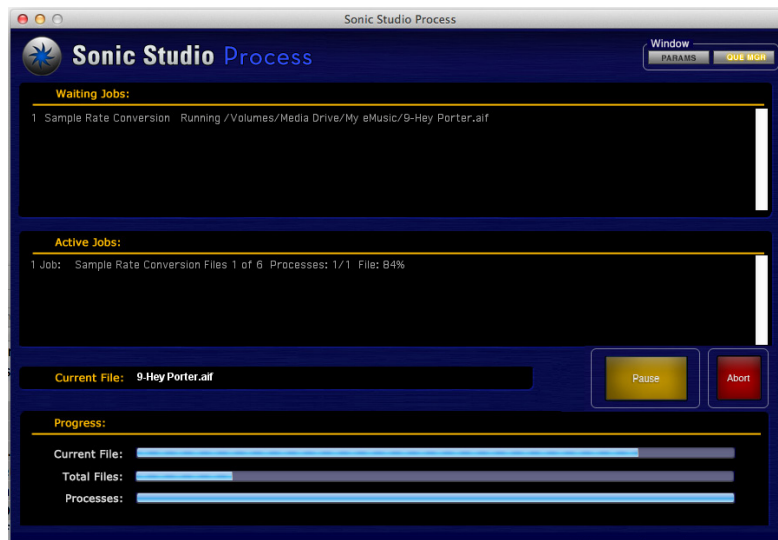 Sonic Studio Process
Sonic Studio Process
Window
PARAMS
QUE MGR
Waiting Jobs:
1 Sample Rate Conversion Running /Volumes/Media Drive/My eMusic/9-Hey Porter.aif
Active Jobs:
1 Job: Sample Rate Conversion Files 1 of 6 Processes: 1/1 File: 84%
Current File: 9-Hey Porter.aif
Pause
Abort
Progress:
Current File:
Total Files:
Processes: